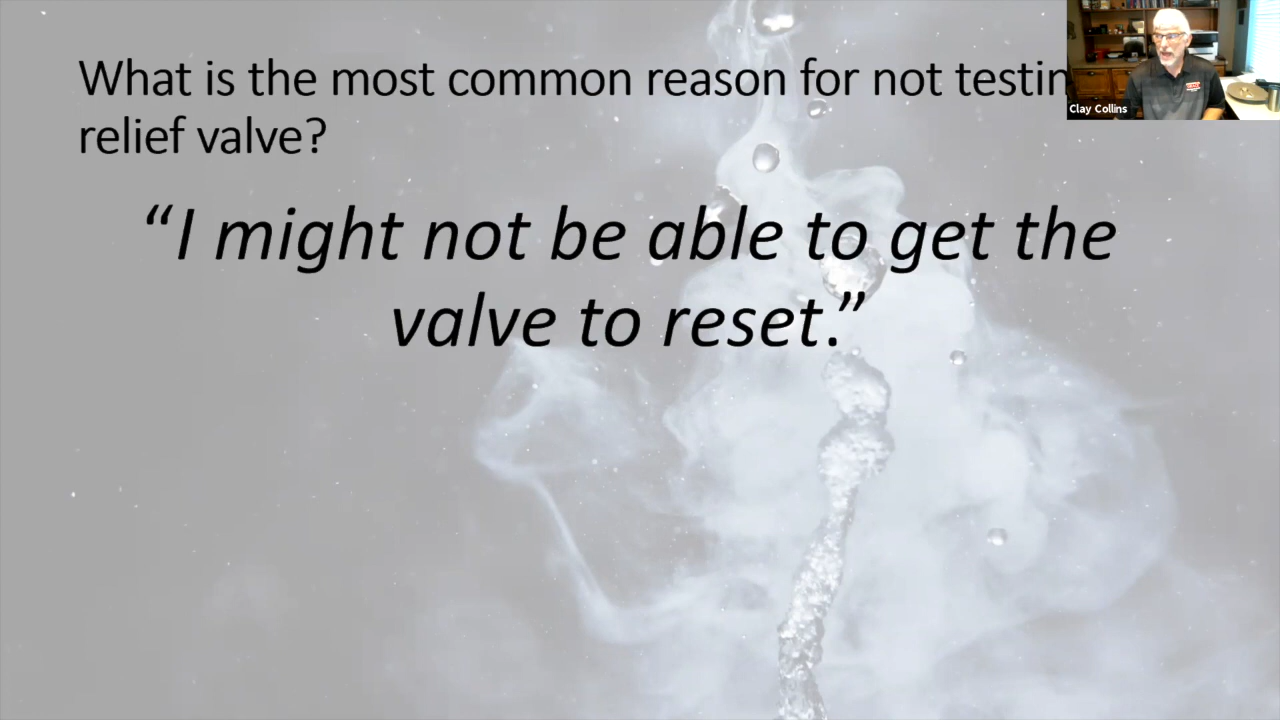 What is the most common reason for not testin
relief valve?
“I might not be able to get the
valve to reset.”
Clay Collins